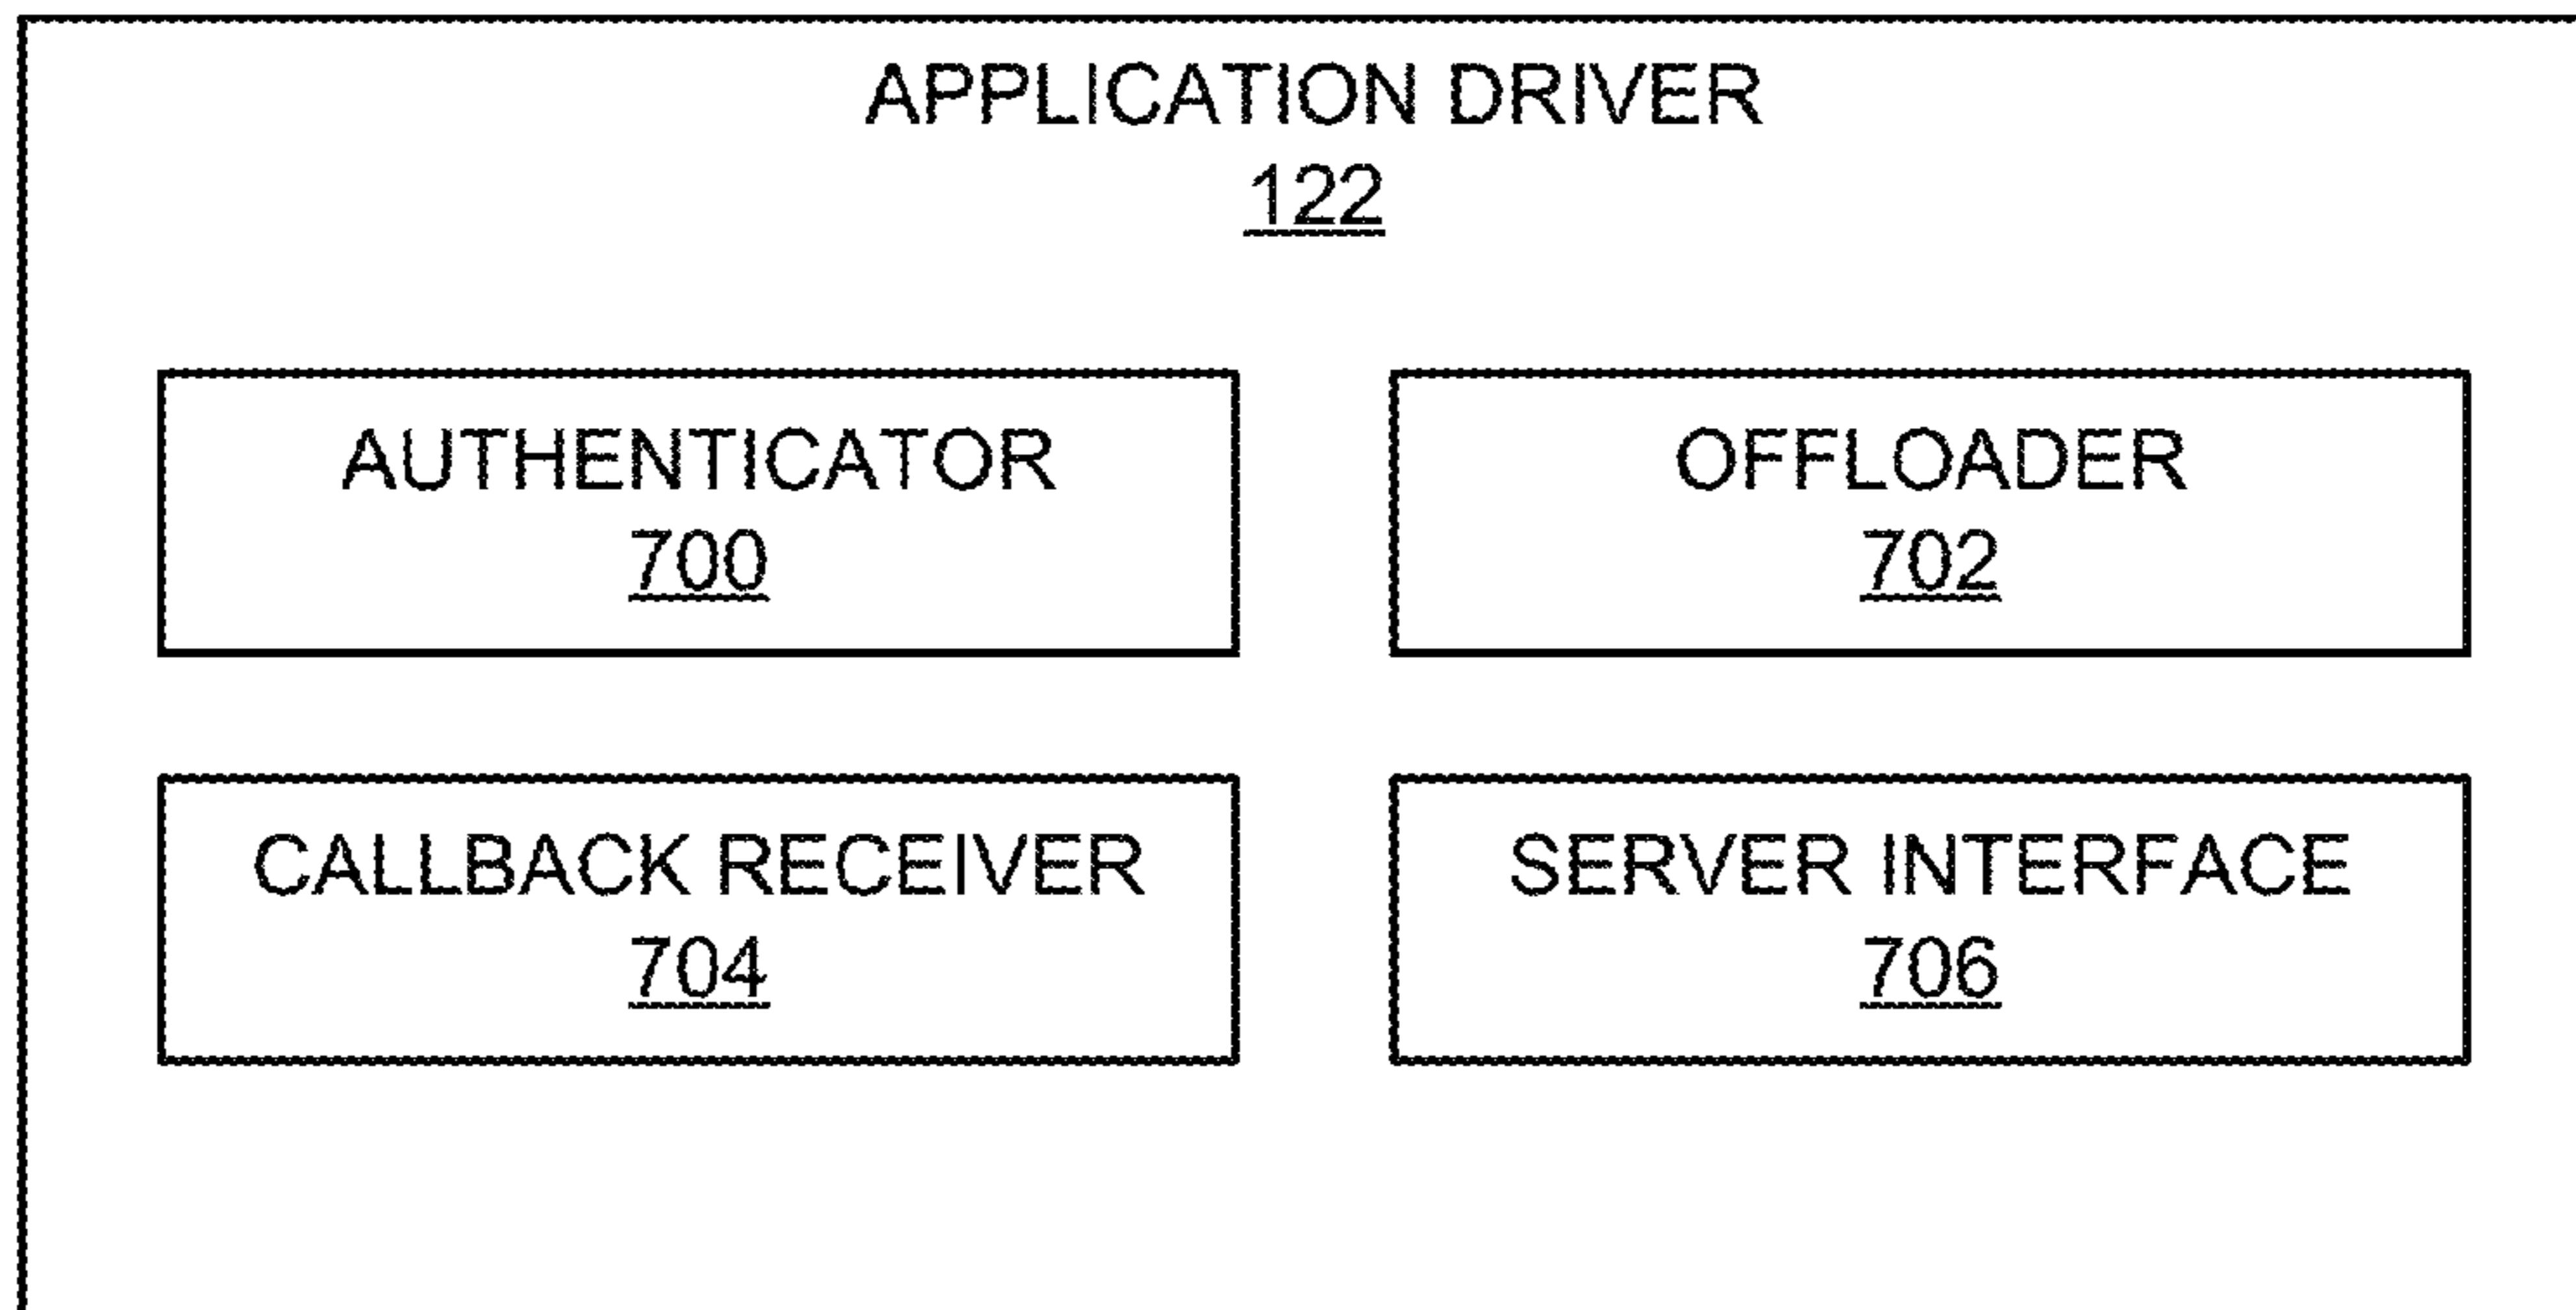 APPLICATION DRIVER
122
AUTHENTICATOR
700
OFFLOADER
702
CALLBACK RECEIVER
704
SERVER INTERFACE
706